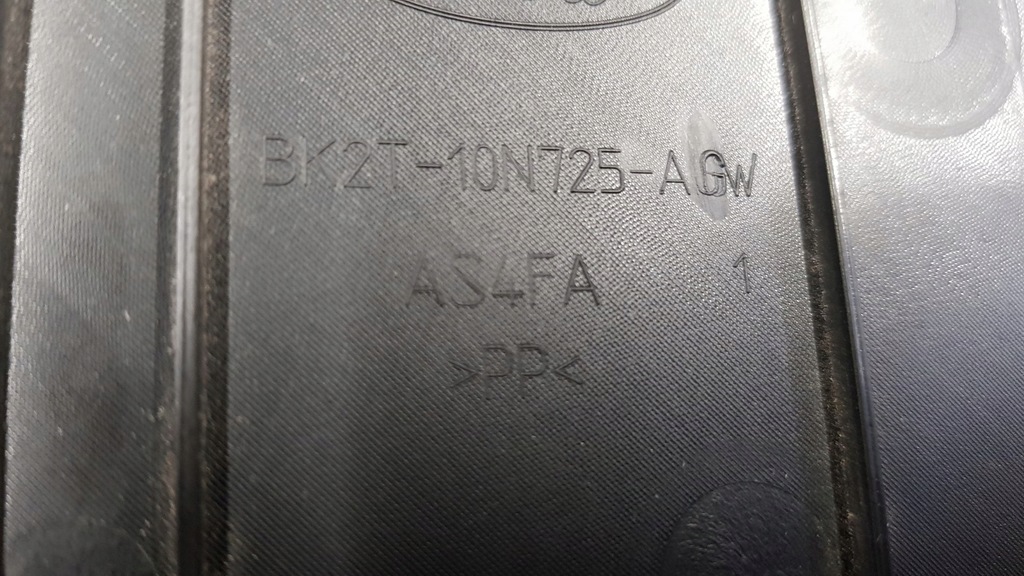 BK2T-10N725-AGW
AS4FA 1
>PP<